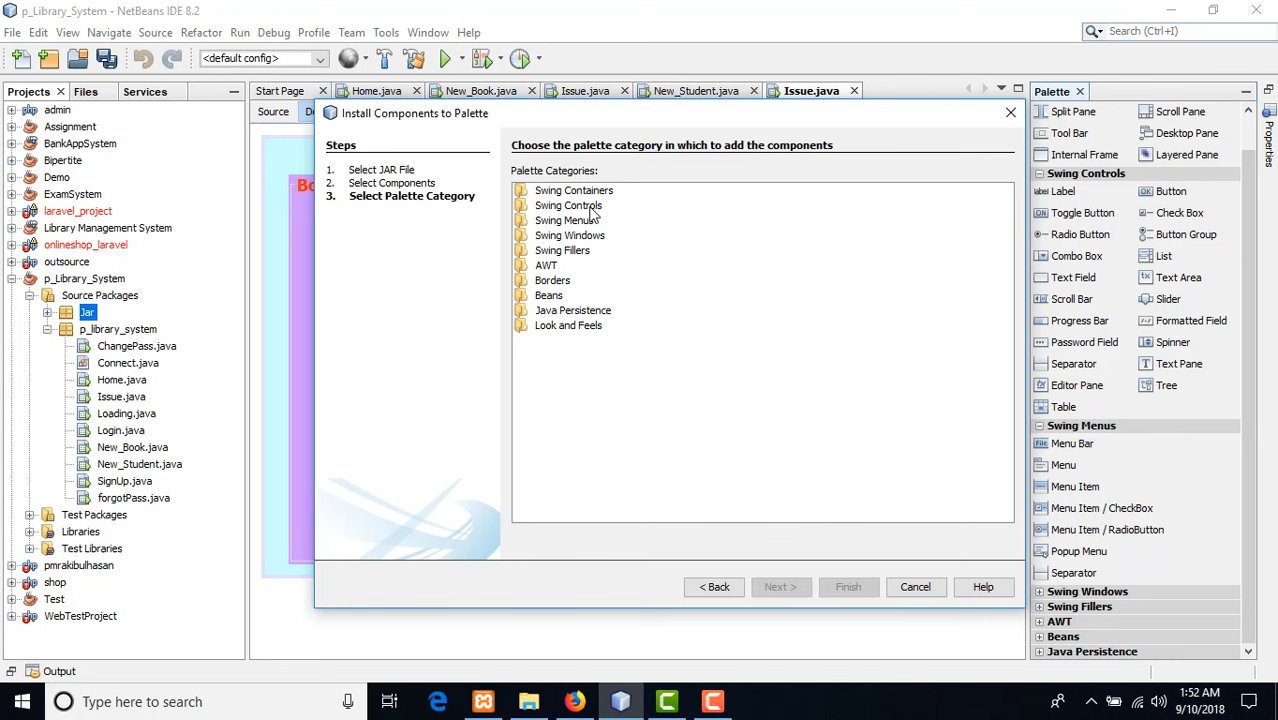 p_Library_System - NetBeans IDE 8.2
File Edit View Navigate Source Refactor Run Debug Profile Team Tools Window Help
Search (Ctrl+I)
<default config>
Projects Files Services
Start Page Home.java New_Book.java Issue.java New_Student.java Issue.java
Palette
Source
admin
Assignment
BankAppSystem
Bipertite
Demo
ExamSystem
laravel_project
Library Management System
onlineshop_laravel
outsource
p_Library_System
Source Packages
Jar
p_library_system
ChangePass.java
Connect.java
Home.java
Issue.java
Loading.java
Login.java
New_Book.java
New_Student.java
SignUp.java
forgotPass.java
Test Packages
Libraries
Test Libraries
pmrakibulhasan
shop
Test
WebTestProject
Install Components to Palette
Steps
1. Select JAR File
2. Select Components
3. Select Palette Category
Choose the palette category in which to add the components
Palette Categories:
Swing Containers
Swing Controls
Swing Menus
Swing Windows
Swing Fillers
AWT
Borders
Beans
Java Persistence
Look and Feels
< Back Next > Finish Cancel Help
Split Pane Scroll Pane
Tool Bar Desktop Pane
Internal Frame Layered Pane
Swing Controls
Label Button
Toggle Button Check Box
Radio Button Button Group
Combo Box List
Text Field Text Area
Scroll Bar Slider
Progress Bar Formatted Field
Password Field Spinner
Separator Text Pane
Editor Pane Tree
Table
Swing Menus
Menu Bar
Menu
Menu Item
Menu Item / CheckBox
Menu Item / RadioButton
Popup Menu
Separator
Swing Windows
Swing Fillers
AWT
Beans
Java Persistence
Properties
Output
Type here to search
1:52 AM
9/10/2018